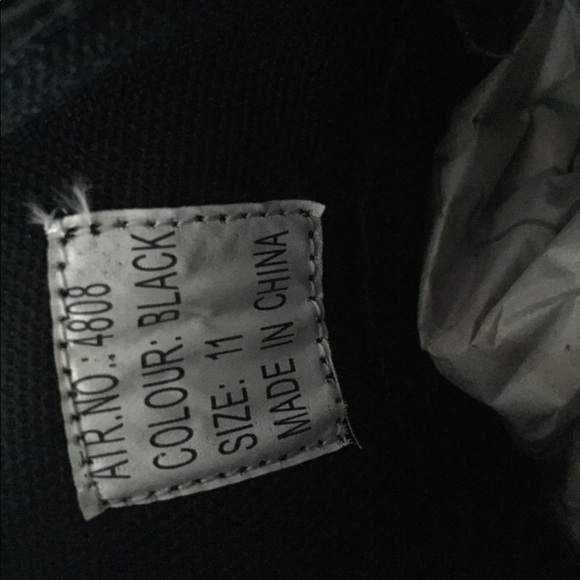 ATR.NO.: 4808
COLOUR: BLACK
SIZE: 11
MADE IN CHINA